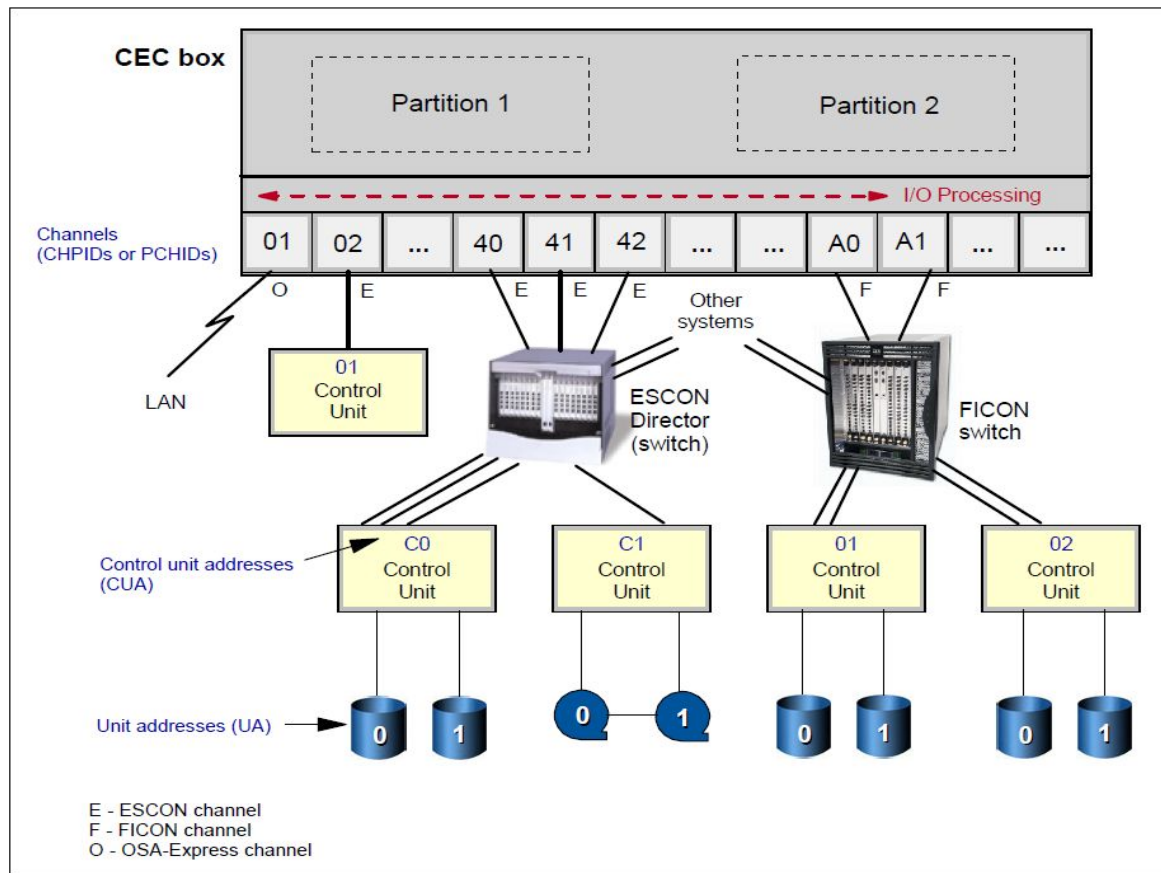 CEC box
Partition 1
Partition 2
I/O Processing
Channels
(CHPIDs or PCHIDs)
01 02 ... 40 41 42 ... ... A0 A1 ... ...
O E E E E F F
Other
systems
LAN
01
Control
Unit
ESCON
Director
(switch)
FICON
switch
Control unit addresses
(CUA)
C0
Control
Unit
C1
Control
Unit
01
Control
Unit
02
Control
Unit
Unit addresses (UA)
0 1 0 1 0 1 0 1
E - ESCON channel
F - FICON channel
O - OSA-Express channel